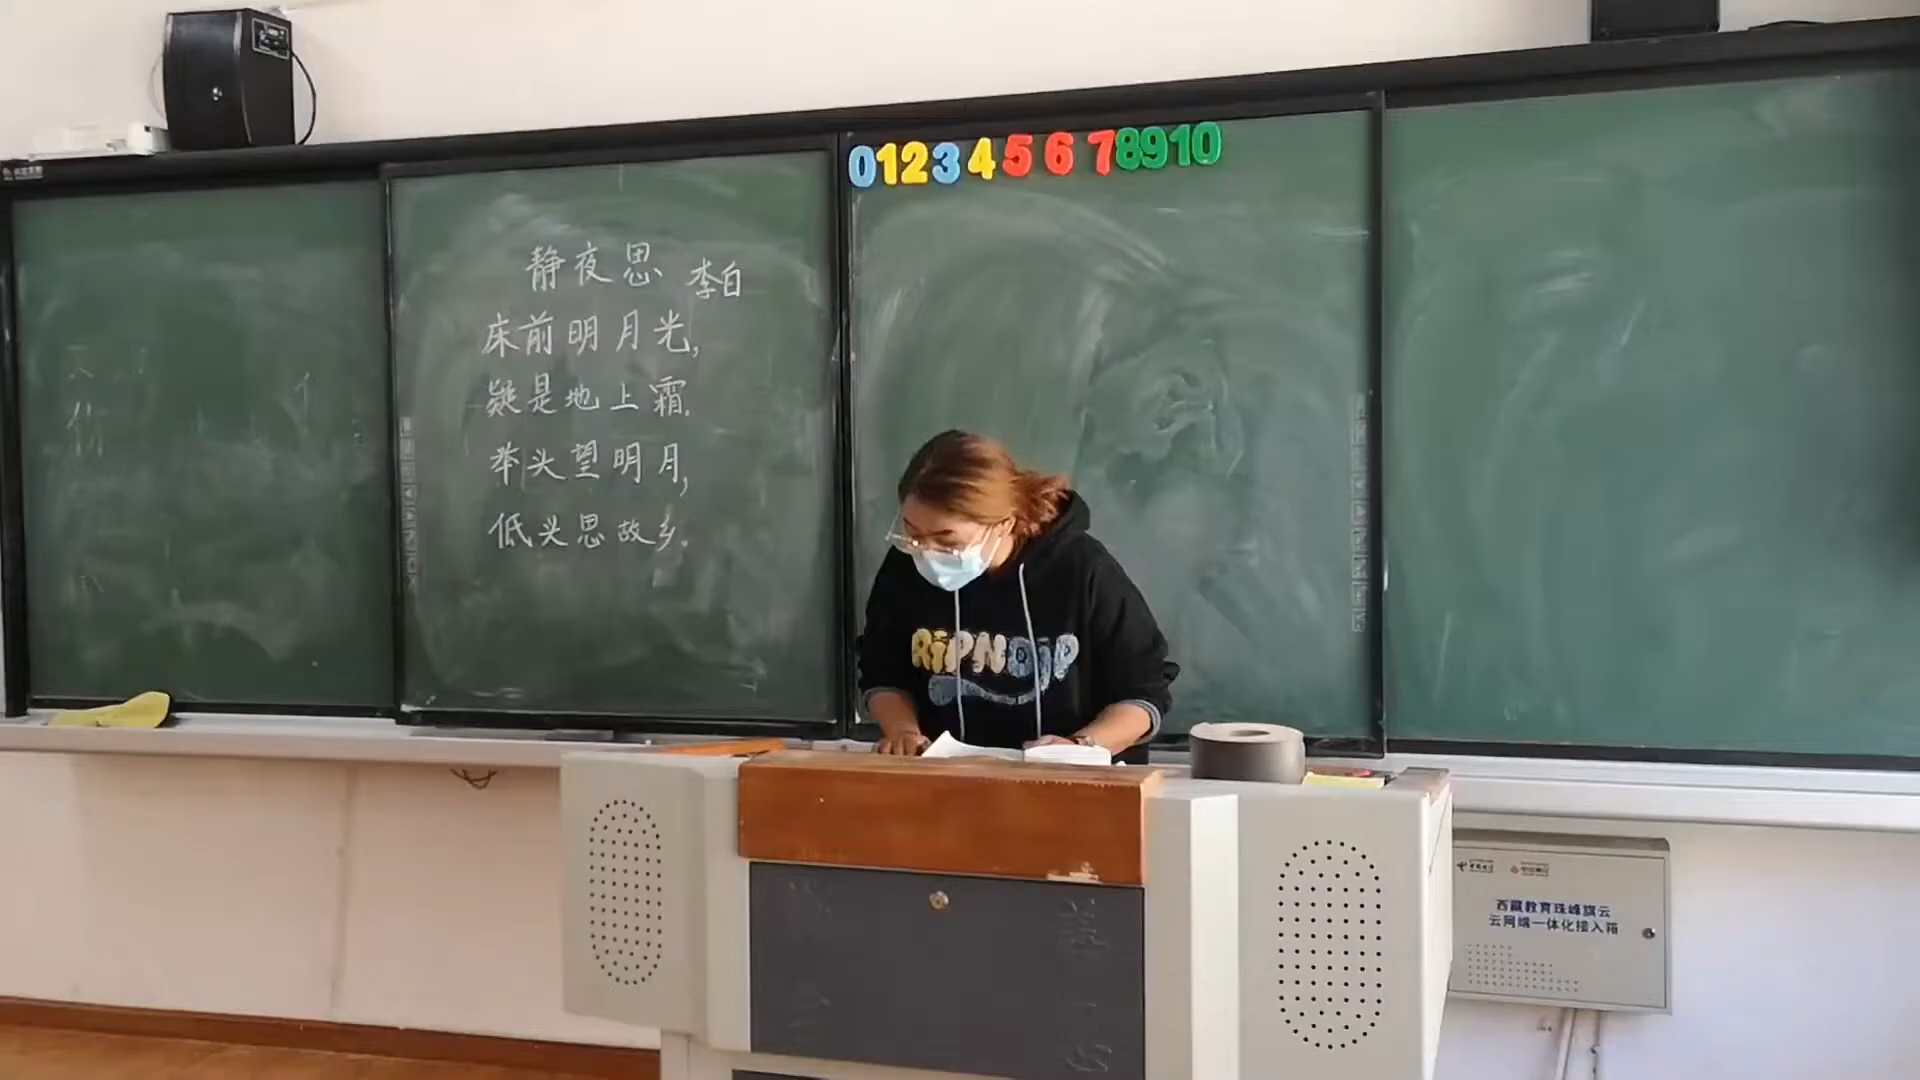 012345678910
静夜思 李白
床前明月光,
疑是地上霜.
举头望明月,
低头思故乡。
RIPNDIP
西藏教育珠峰旗云
云网端一体化接入箱